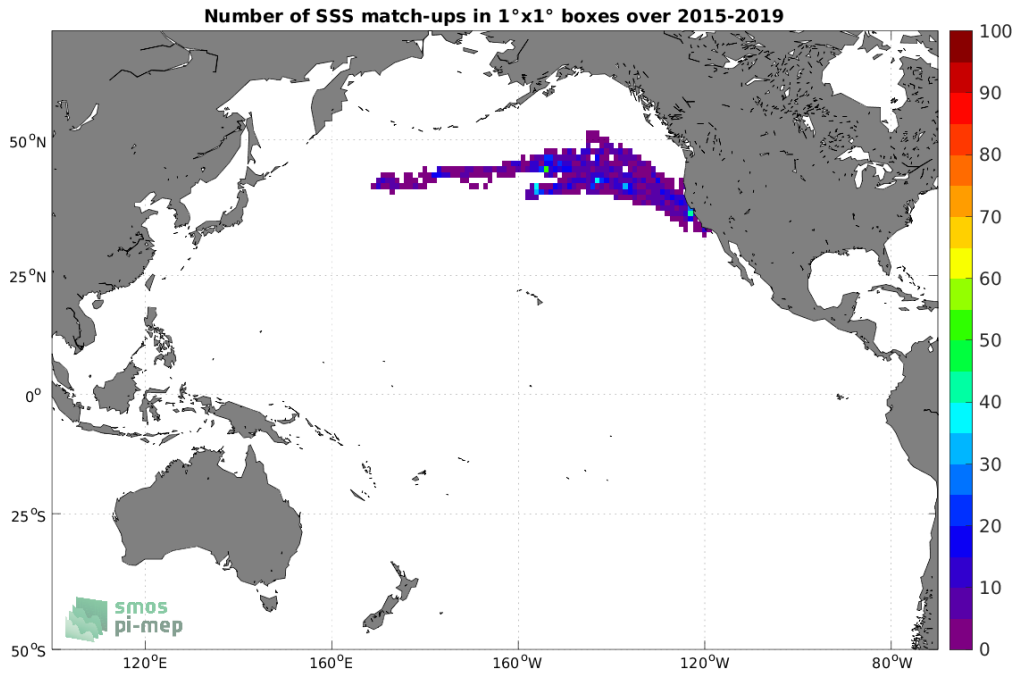 Number of SSS match-ups in 1°x1° boxes over 2015-2019
100
90
80
70
60
50
40
30
20
10
0
50°N
25°N
0°
25°S
50°S
120°E
160°E
160°W
120°W
80°W
smos
pi-mep